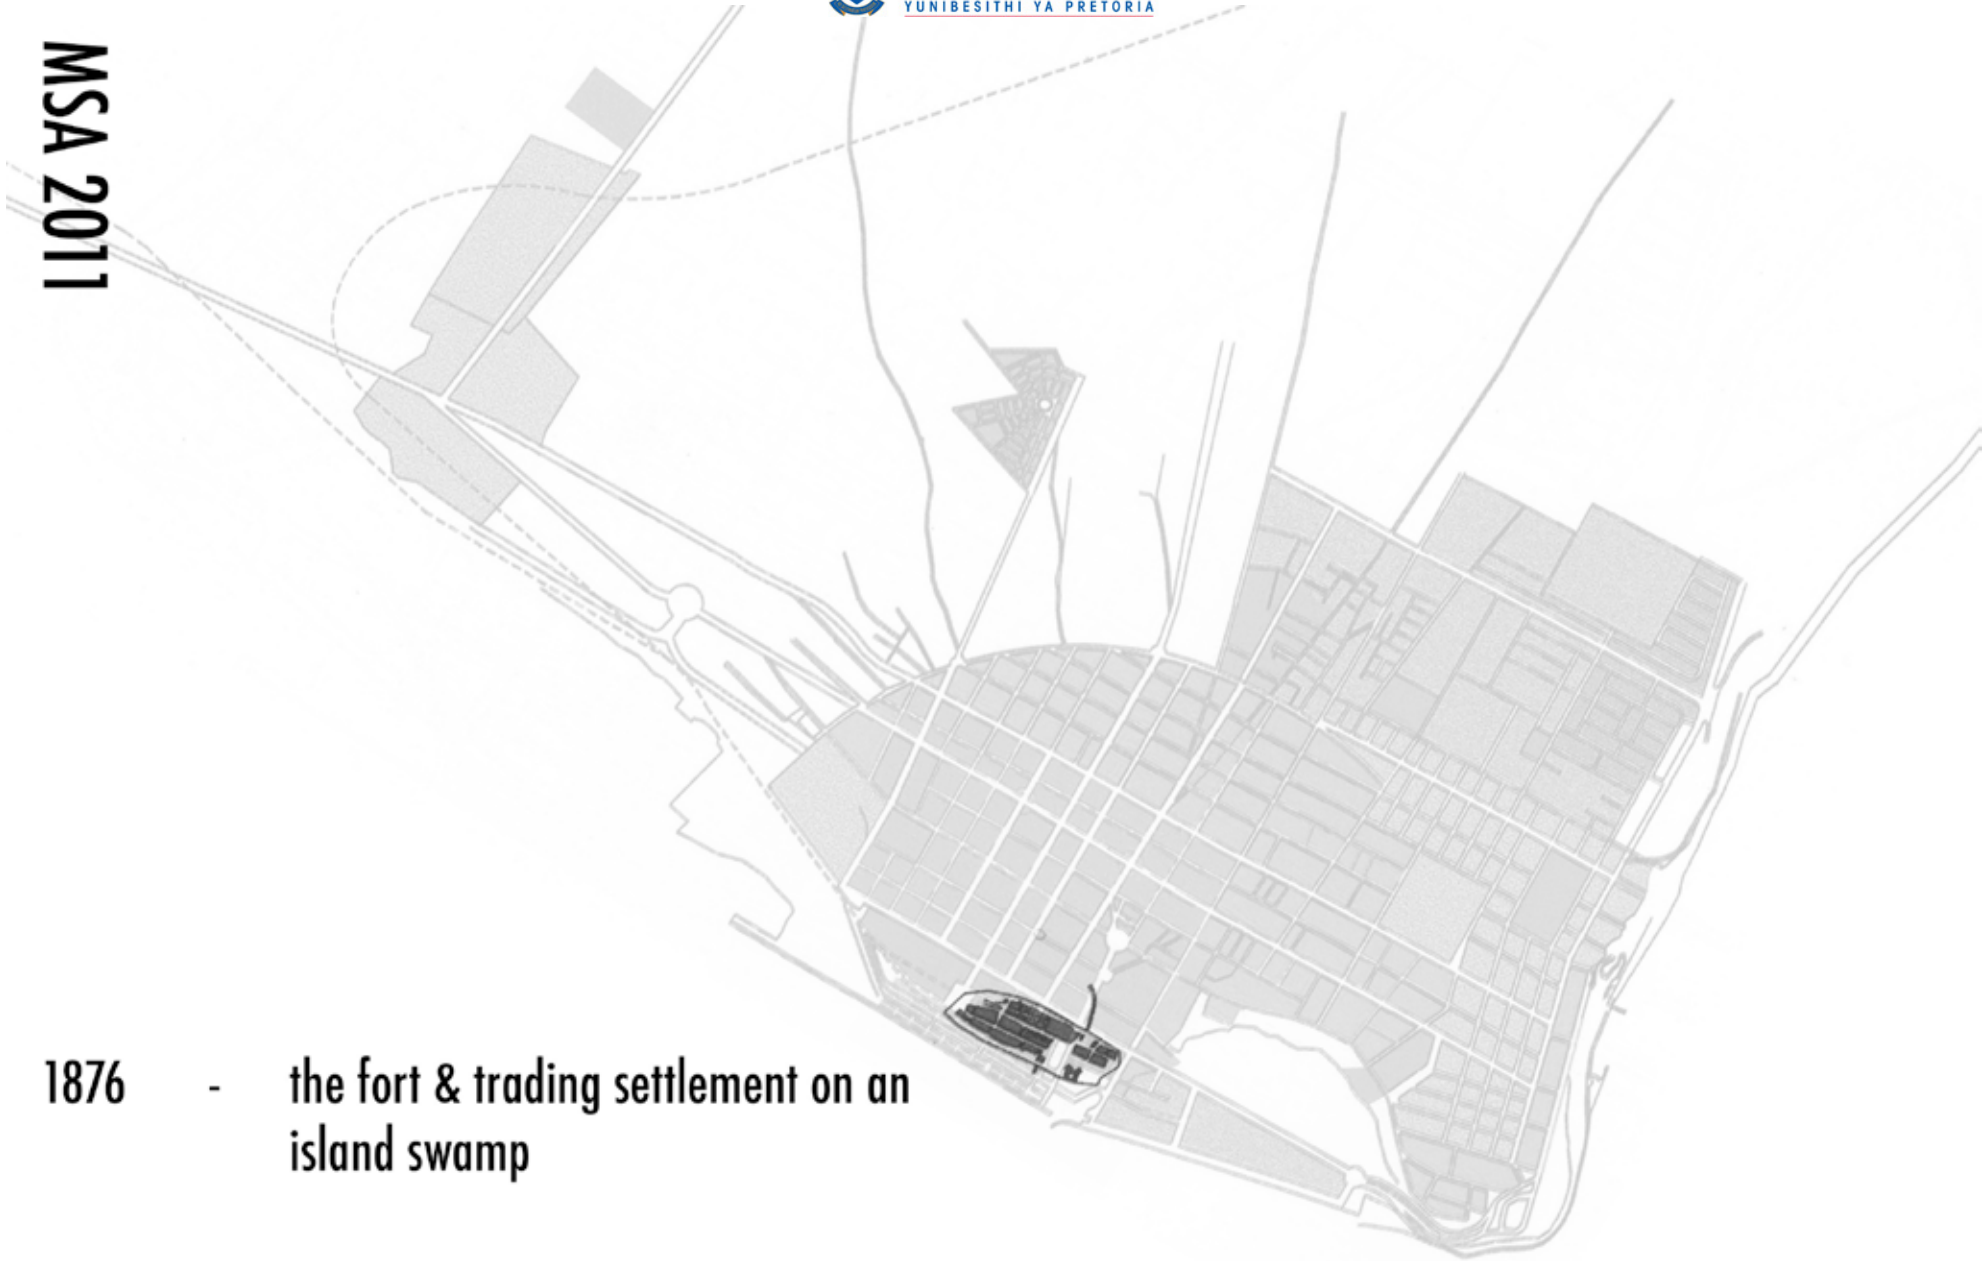 YUNIBESITHI YA PRETORIA
MSA 2011
1876 - the fort & trading settlement on an
island swamp